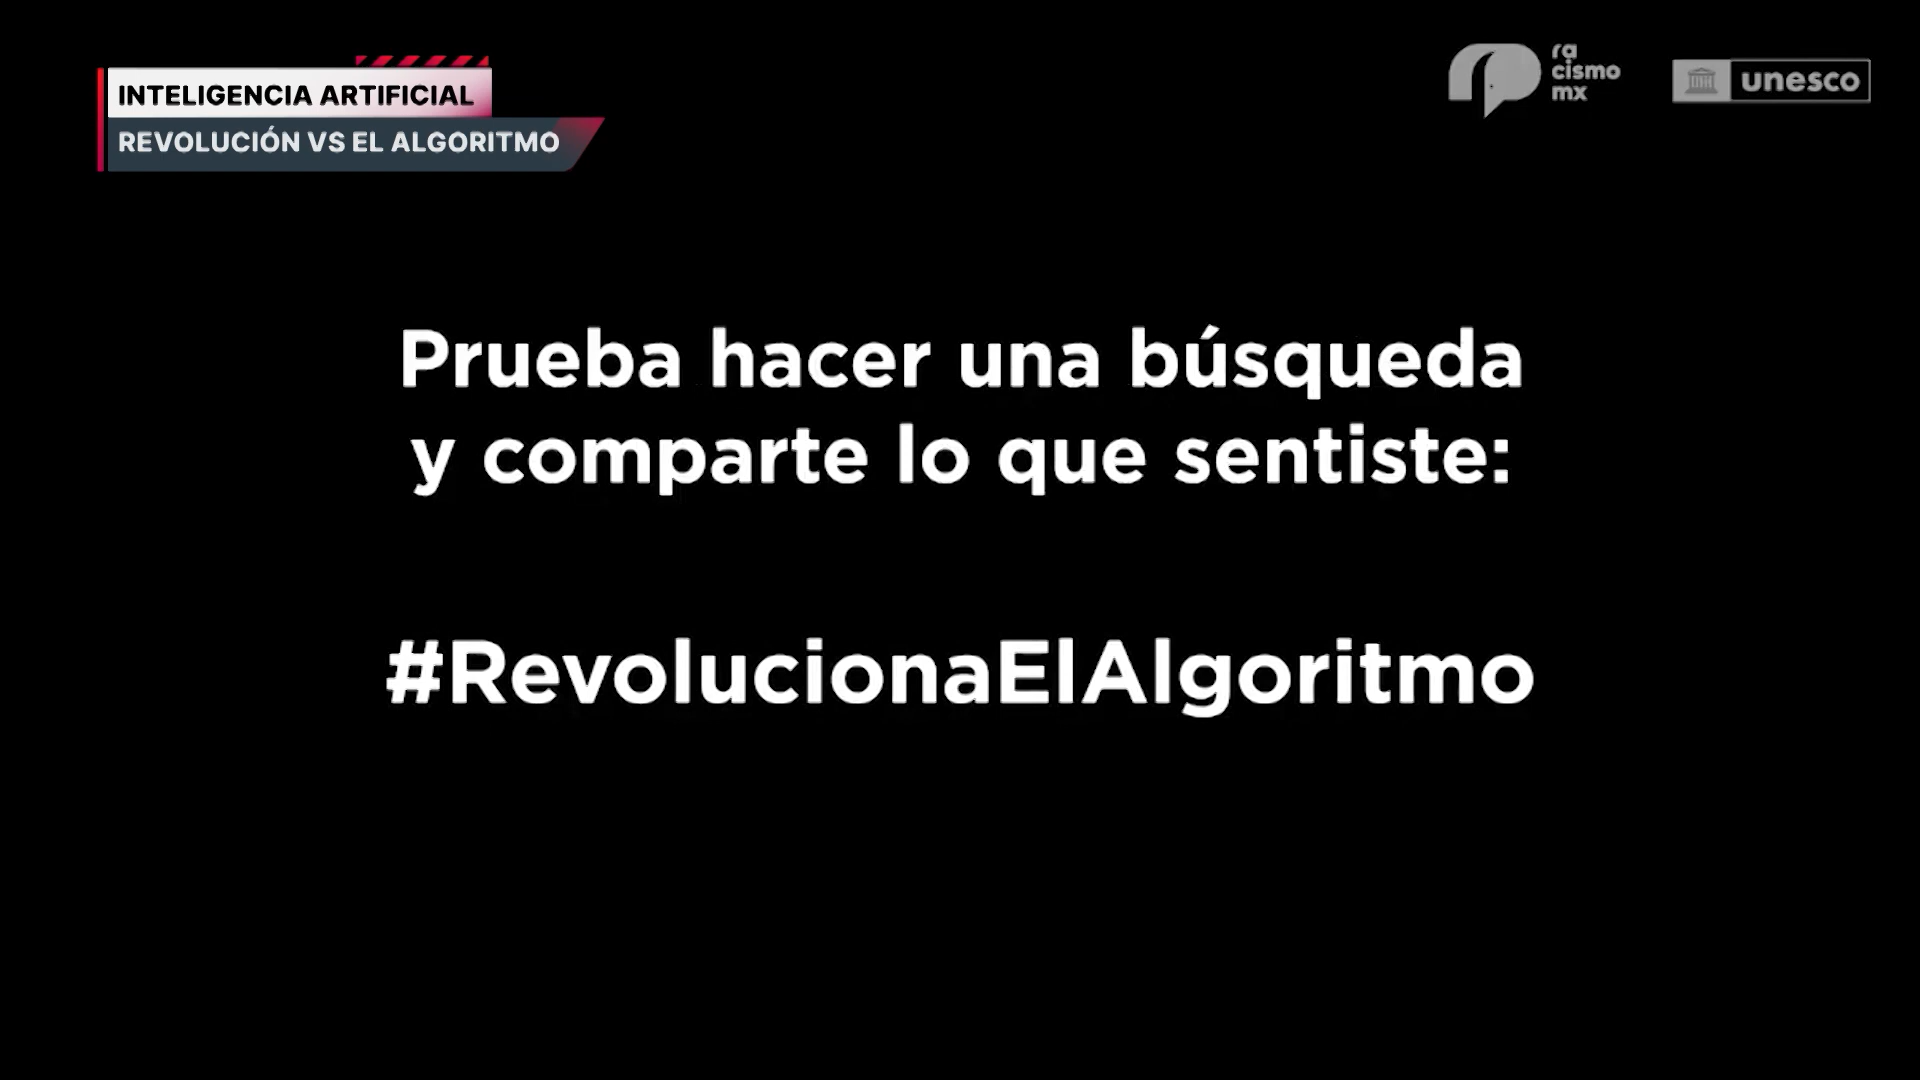 INTELIGENCIA ARTIFICIAL
REVOLUCIÓN VS EL ALGORITMO
ra
cismo
mx
unesco
Prueba hacer una búsqueda
y comparte lo que sentiste:
#RevolucionaElAlgoritmo